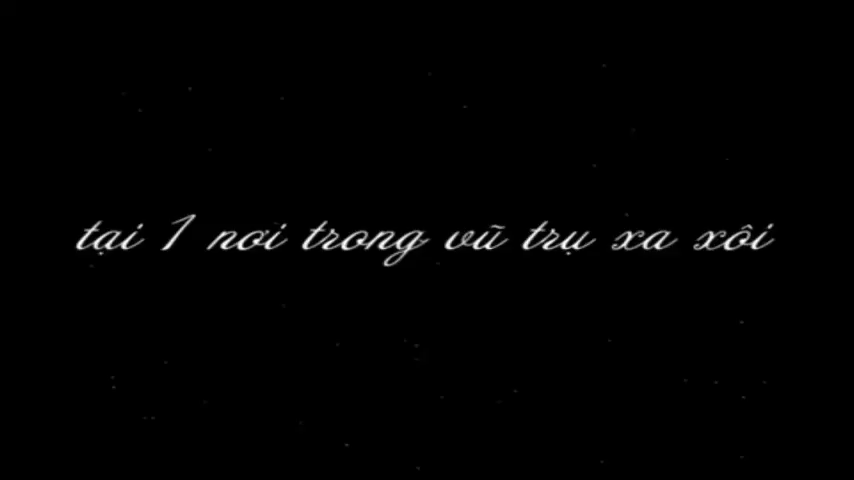 tại 1 nơi trong vũ trụ xa xôi